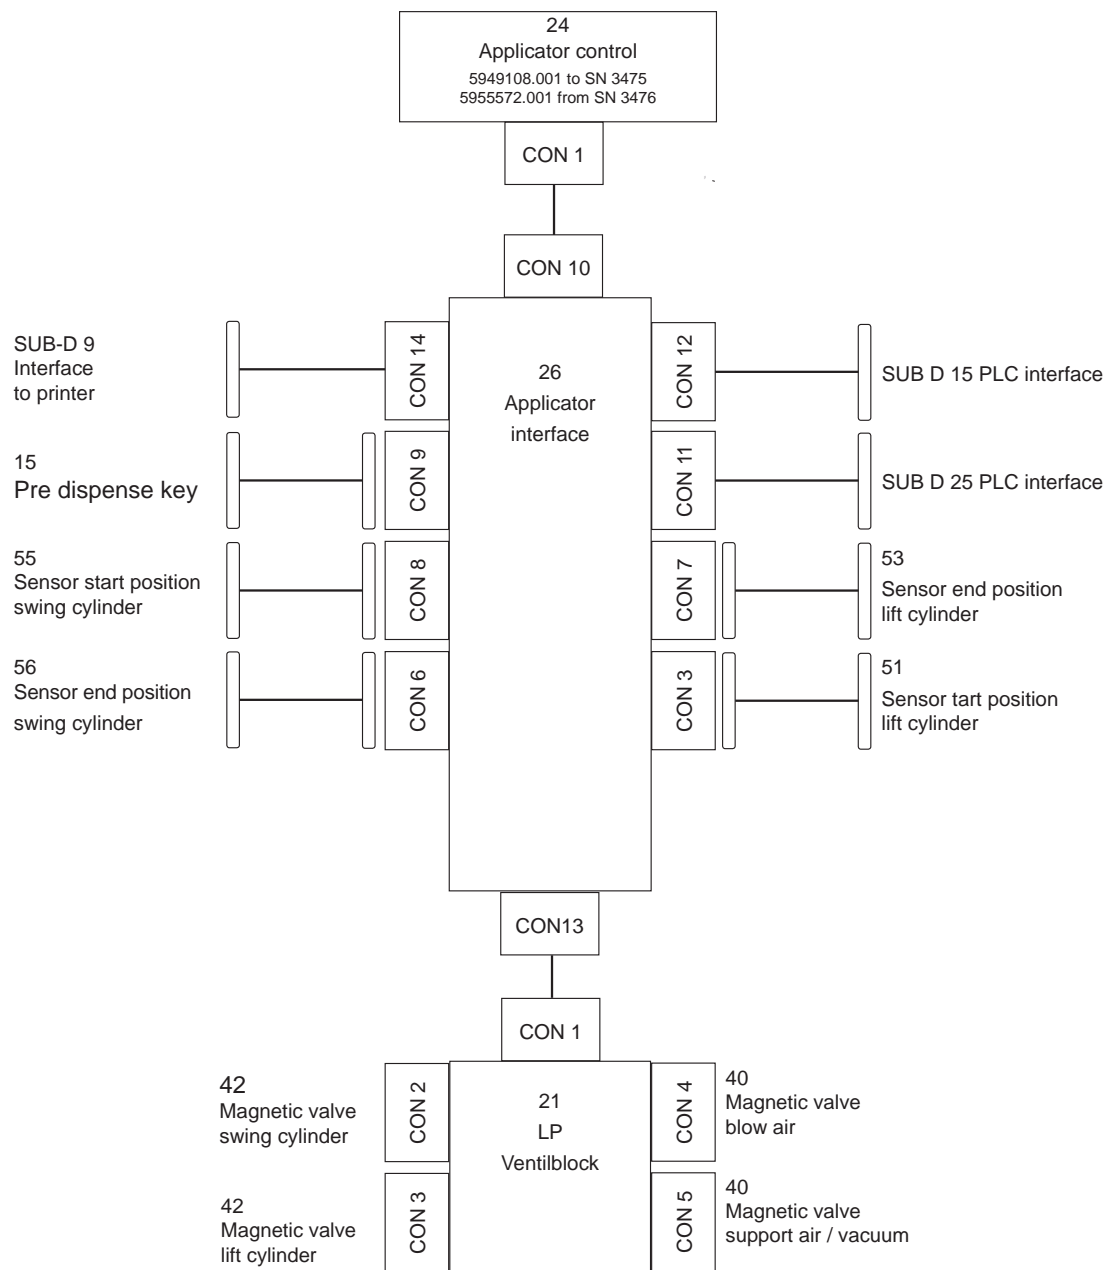 24
Applicator control
5949108.001 to SN 3475
5955572.001 from SN 3476
CON 1
CON 10
SUB-D 9
Interface
to printer
CON 14
26
Applicator
interface
CON 12
SUB D 15 PLC interface
15
Pre dispense key
CON 9
CON 11
SUB D 25 PLC interface
55
Sensor start position
swing cylinder
CON 8
CON 7
53
Sensor end position
lift cylinder
56
Sensor end position
swing cylinder
CON 6
CON 3
51
Sensor tart position
lift cylinder
CON13
CON 1
42
Magnetic valve
swing cylinder
CON 2
21
LP
Ventilblock
CON 4
40
Magnetic valve
blow air
42
Magnetic valve
lift cylinder
CON 3
CON 5
40
Magnetic valve
support air / vacuum